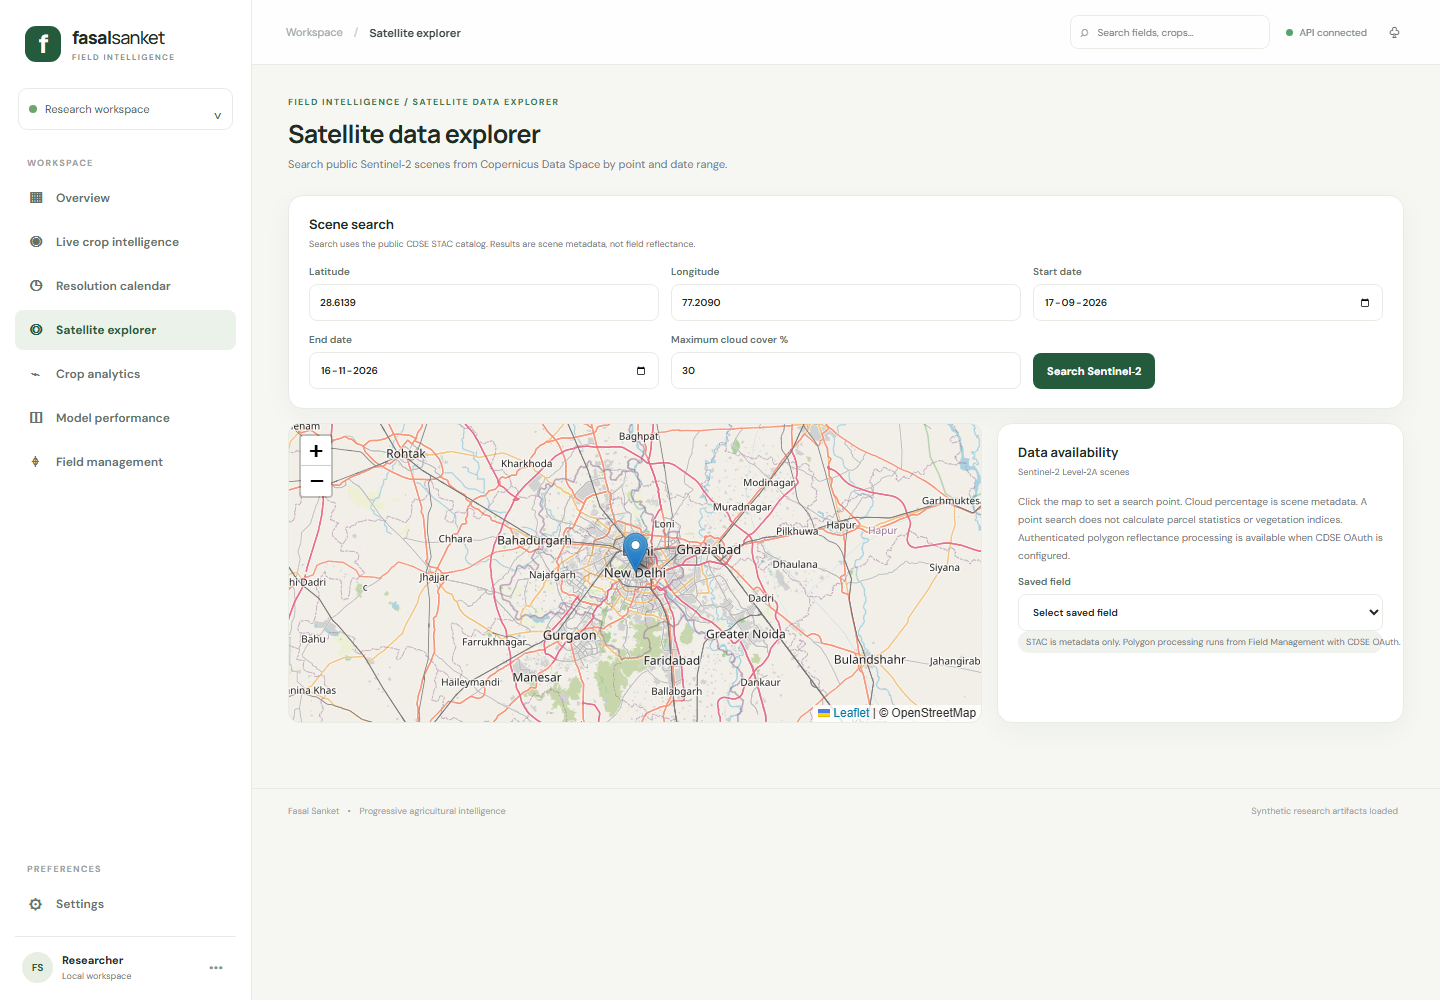 f
fasalsanket
FIELD INTELLIGENCE
Research workspace
v
WORKSPACE
Overview
Live crop intelligence
Resolution calendar
Satellite explorer
Crop analytics
Model performance
Field management
PREFERENCES
Settings
FS
Researcher
Local workspace
•••
Workspace / Satellite explorer
Search fields, crops...
API connected
FIELD INTELLIGENCE / SATELLITE DATA EXPLORER
Satellite data explorer
Search public Sentinel-2 scenes from Copernicus Data Space by point and date range.
Scene search
Search uses the public CDSE STAC catalog. Results are scene metadata, not field reflectance.
Latitude
28.6139
Longitude
77.2090
Start date
17-09-2026
End date
16-11-2026
Maximum cloud cover %
30
Search Sentinel-2
+
−
enam
Baghpat
Rohtak
Kharkhoda
Modinagar
Garhmuktes
Muradnagar
Loni
Hapur
Hapur
Pilkhuwa
Chhara
Bahadurgarh
Ghaziabad
Dhaulana
Siyana
New Delhi
Najafgarh
Jhajjar
hi Dadri
c
Dadri
Bahu
Farrukhnagar
Gurgaon
Greater Noida
Faridabad
Bulandshahr
Jahangirab
Manesar
Haileymandi
Dankaur
Ballabgarh
nina Khas
Leaflet | © OpenStreetMap
Data availability
Sentinel-2 Level-2A scenes
Click the map to set a search point. Cloud percentage is scene metadata. A
point search does not calculate parcel statistics or vegetation indices.
Authenticated polygon reflectance processing is available when CDSE OAuth is
configured.
Saved field
Select saved field
STAC is metadata only. Polygon processing runs from Field Management with CDSE OAuth.
Fasal Sanket • Progressive agricultural intelligence
Synthetic research artifacts loaded